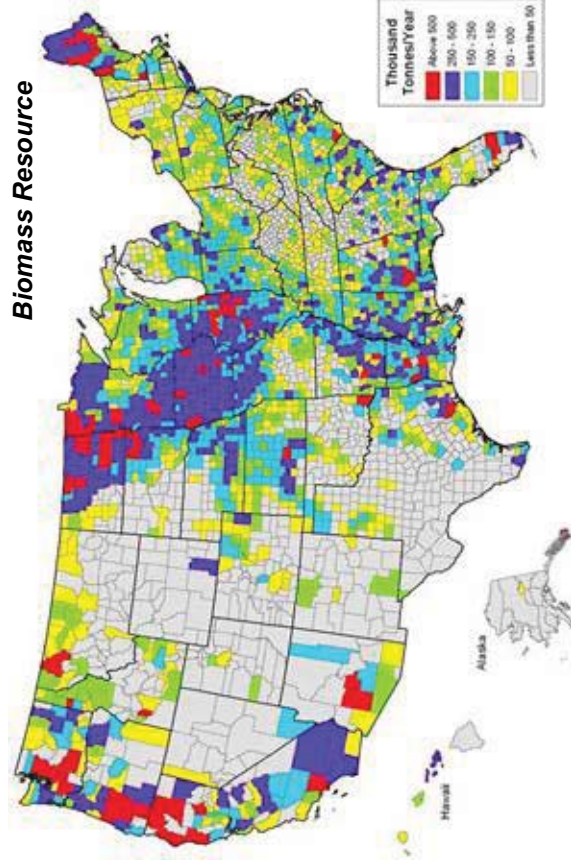 Biomass Resource
Thousand
Tonnes/Year
Above 500
250 - 500
150 - 250
100 - 150
50 - 100
Less than 50
Alaska
Hawaii